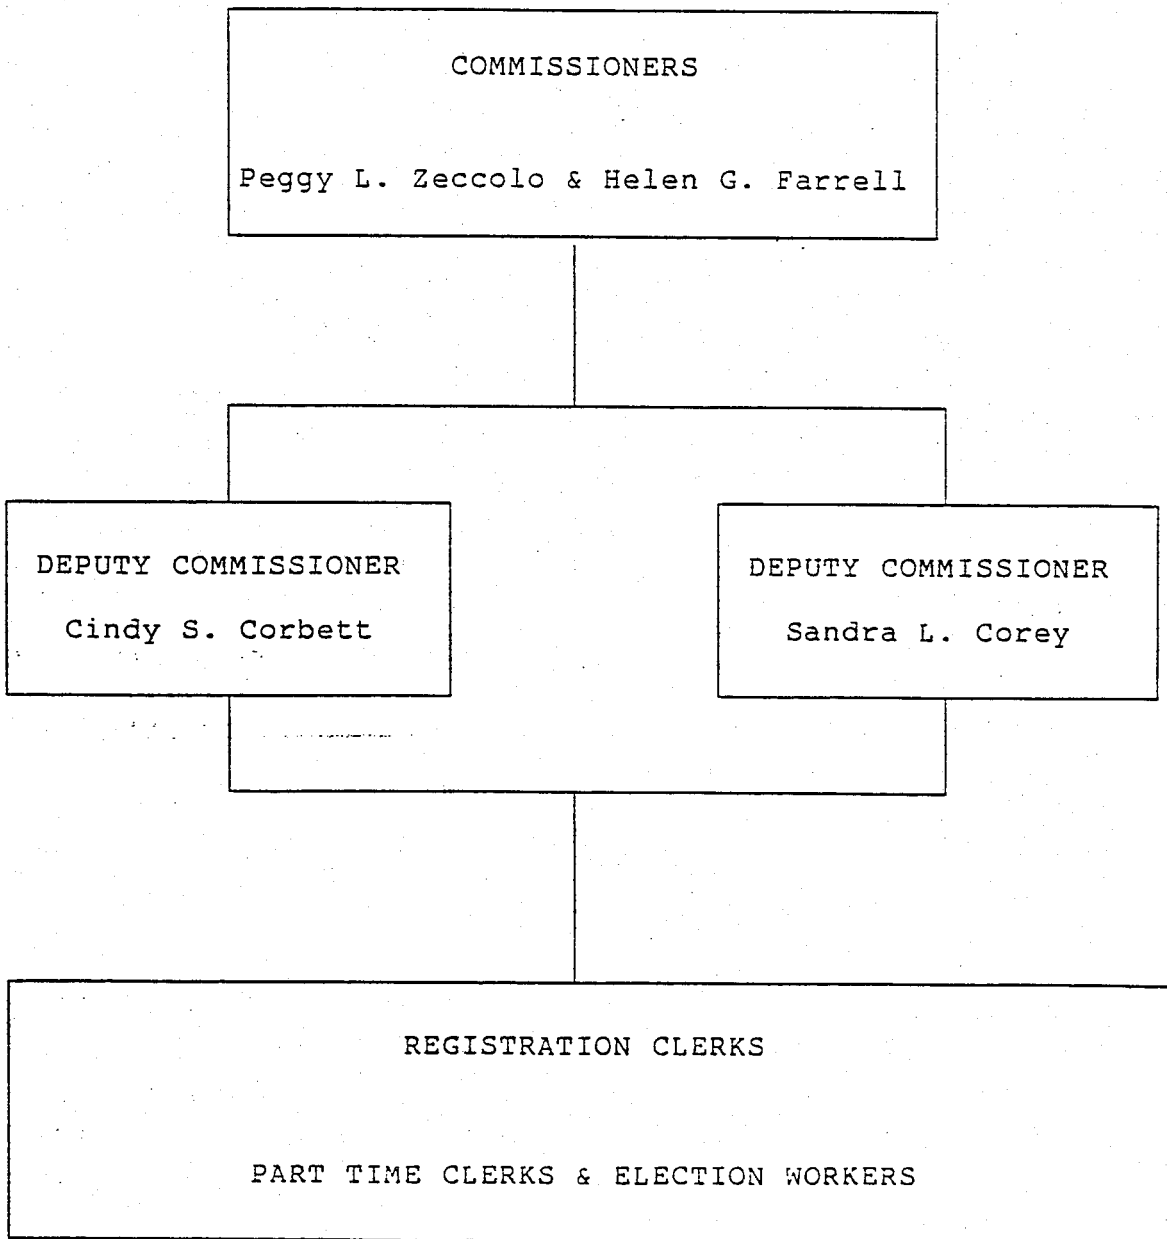 COMMISSIONERS
Peggy L. Zeccolo & Helen G. Farrell
DEPUTY COMMISSIONER
Cindy S. Corbett
DEPUTY COMMISSIONER
Sandra L. Corey
REGISTRATION CLERKS
PART TIME CLERKS & ELECTION WORKERS